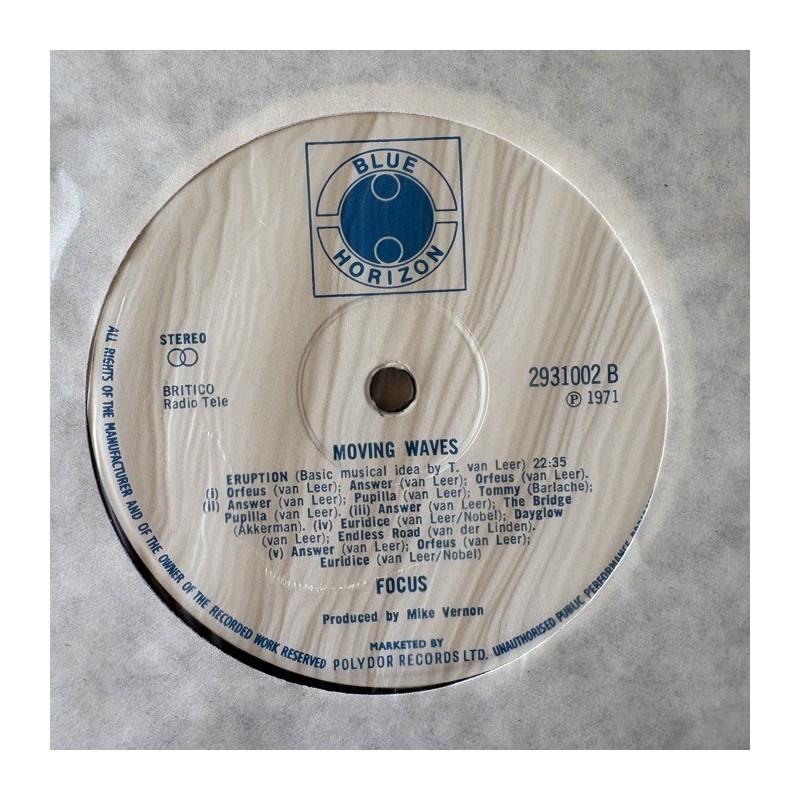 BLUE
HORIZON
STEREO
BRITICO
Radio Tele
2931002 B
Ⓟ 1971
MOVING WAVES
ERUPTION (Basic musical idea by T. van Leer) 22:35
(i) Orfeus (van Leer); Answer (van Leer); Orfeus (van Leer).
(ii) Answer (van Leer); Pupilla (van Leer); Tommy (Barlache);
Pupilla (van Leer). (iii) Answer (van Leer); The Bridge
(Akkerman). (iv) Euridice (van Leer/Nobel); Dayglow
(van Leer); Endless Road (van der Linden).
(v) Answer (van Leer); Orfeus (van Leer);
Euridice (van Leer/Nobel)
FOCUS
Produced by Mike Vernon
MARKETED BY
POLYDOR RECORDS LTD.
ALL RIGHTS OF THE MANUFACTURER AND OF THE OWNER OF THE RECORDED WORK RESERVED
UNAUTHORISED PUBLIC PERFORMANCE